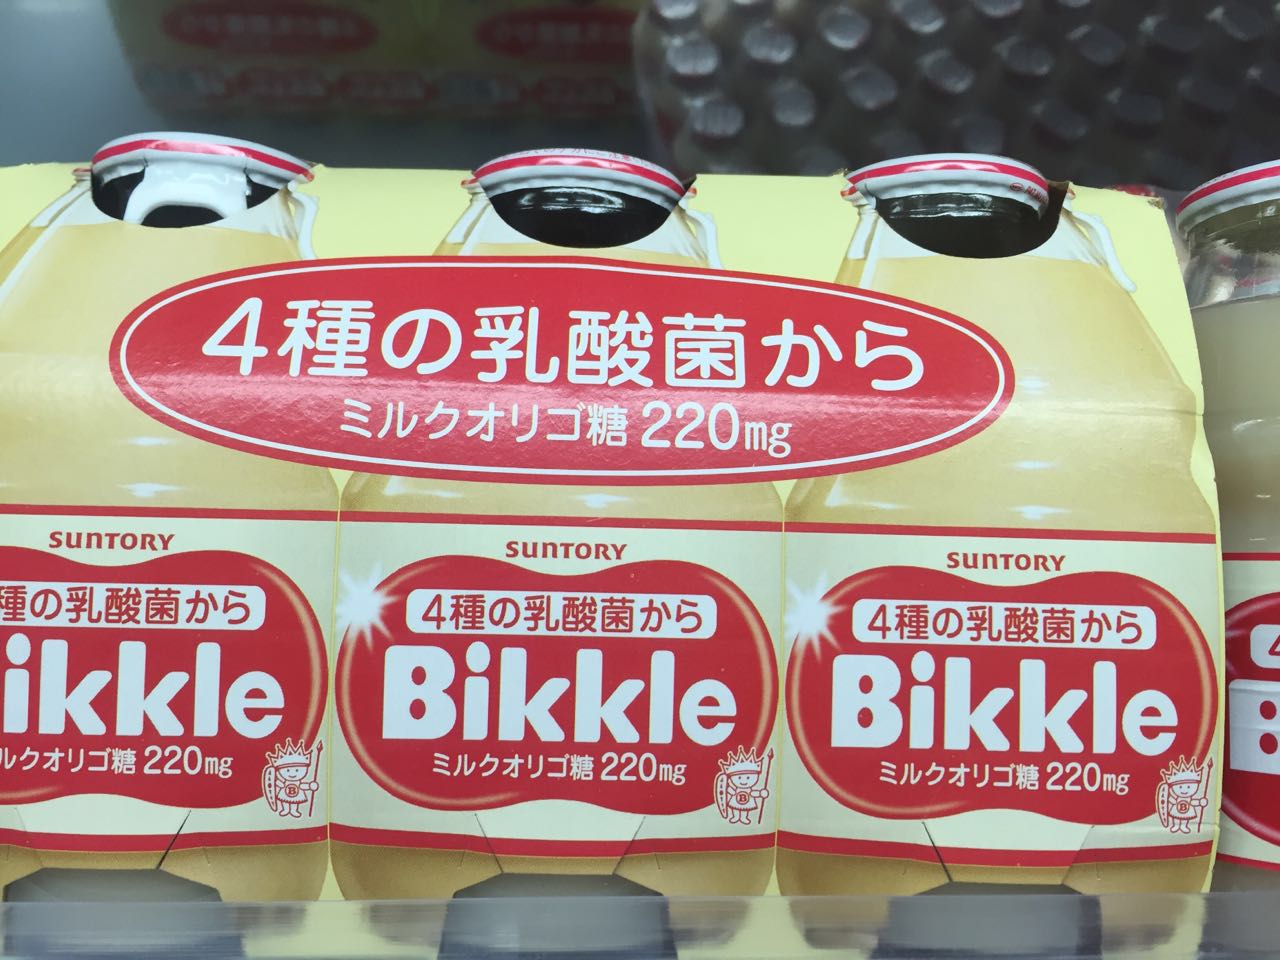 4種の乳酸菌から
ミルクオリゴ糖 220mg
SUNTORY
種の乳酸菌から
ikkle
ルクオリゴ糖 220mg
B
SUNTORY
4種の乳酸菌から
Bikkle
ミルクオリゴ糖 220mg
B
SUNTORY
4種の乳酸菌から
Bikkle
ミルクオリゴ糖 220mg
B